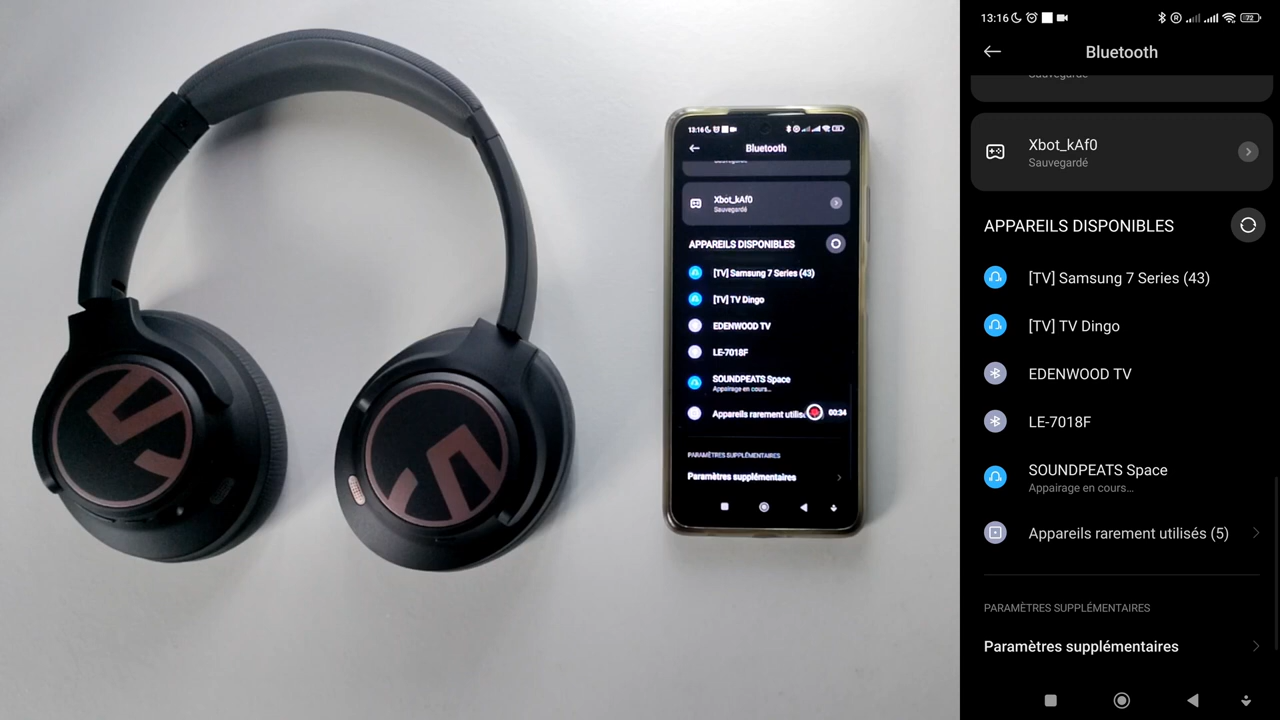 13:16
Bluetooth
Xbot_kAf0
Sauvegardé
APPAREILS DISPONIBLES
[TV] Samsung 7 Series (43)
[TV] TV Dingo
EDENWOOD TV
LE-7018F
SOUNDPEATS Space
Appairage en cours...
Appareils rarement utilis
00:34
PARAMÈTRES SUPPLÉMENTAIRES
Paramètres supplémentaires
13:16
72
Bluetooth
Sauvegardé
Xbot_kAf0
Sauvegardé
APPAREILS DISPONIBLES
[TV] Samsung 7 Series (43)
[TV] TV Dingo
EDENWOOD TV
LE-7018F
SOUNDPEATS Space
Appairage en cours...
Appareils rarement utilisés (5)
PARAMÈTRES SUPPLÉMENTAIRES
Paramètres supplémentaires